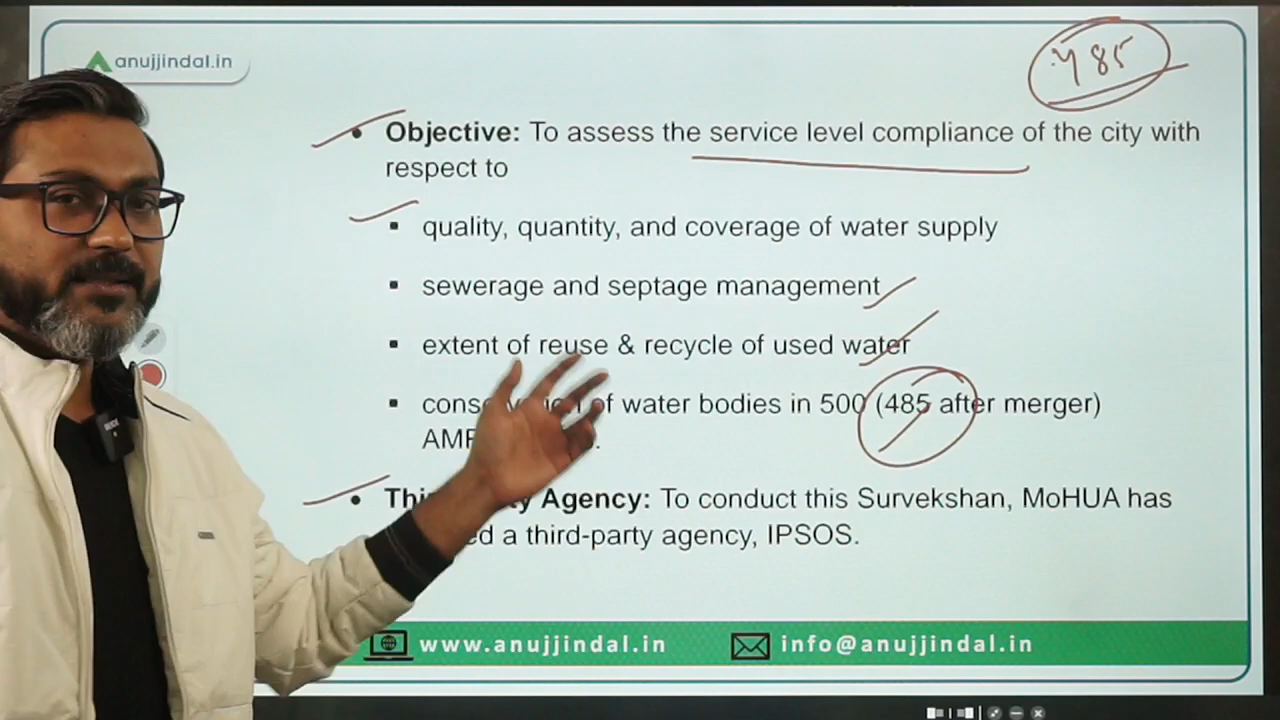 anujjindal.in
485
• Objective: To assess the service level compliance of the city with
respect to
▪ quality, quantity, and coverage of water supply
▪ sewerage and septage management
▪ extent of reuse & recycle of used water
▪ of water bodies in 500 (485 after merger)
• Agency: To conduct this Survekshan, MoHUA has
a third-party agency, IPSOS.
www.anujjindal.in
info@anujjindal.in